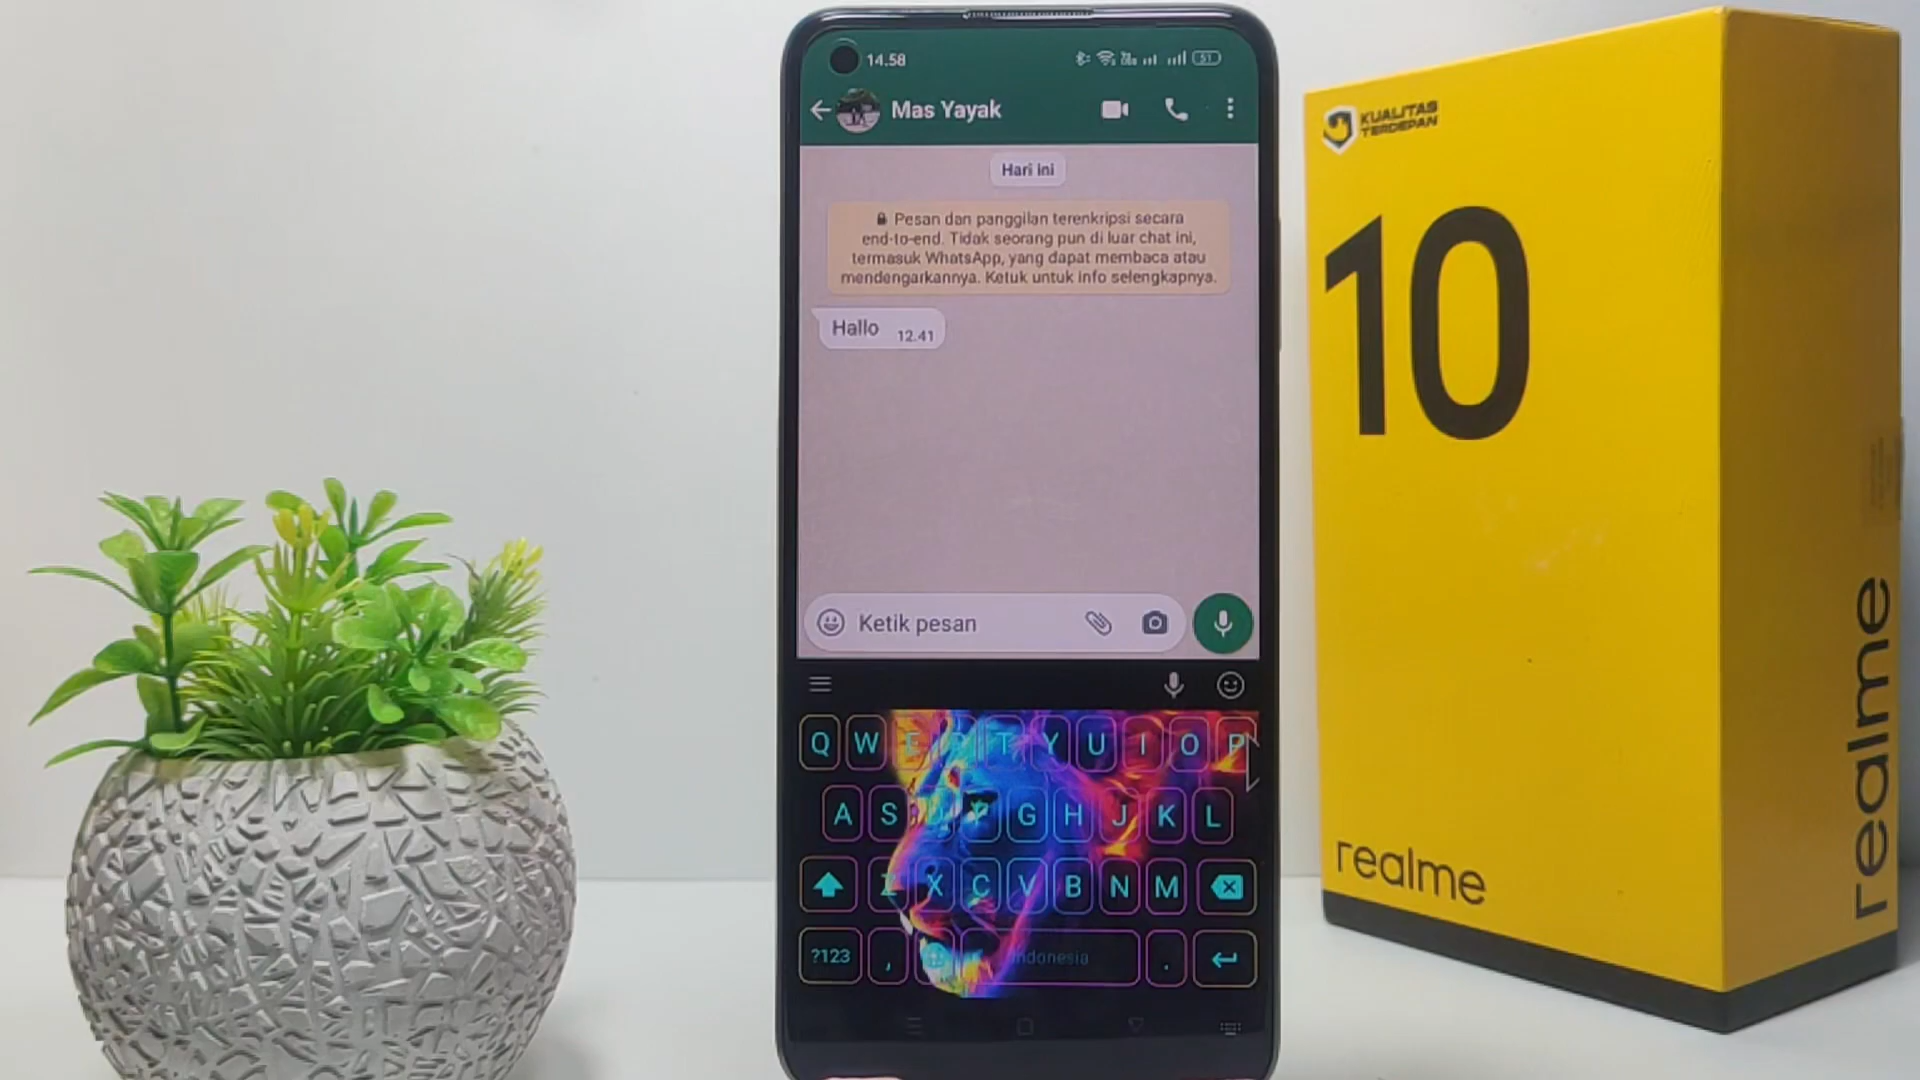 14.58
51
Mas Yayak
Hari ini
Pesan dan panggilan terenkripsi secara
end-to-end. Tidak seorang pun di luar chat ini,
termasuk WhatsApp, yang dapat membaca atau
mendengarkannya. Ketuk untuk info selengkapnya.
Hallo 12.41
Ketik pesan
Q W E R T Y U I O P
A S D F G H J K L
Z X C V B N M
?123 , Indonesia .
KUALITAS
TERDEPAN
10
realme
realme